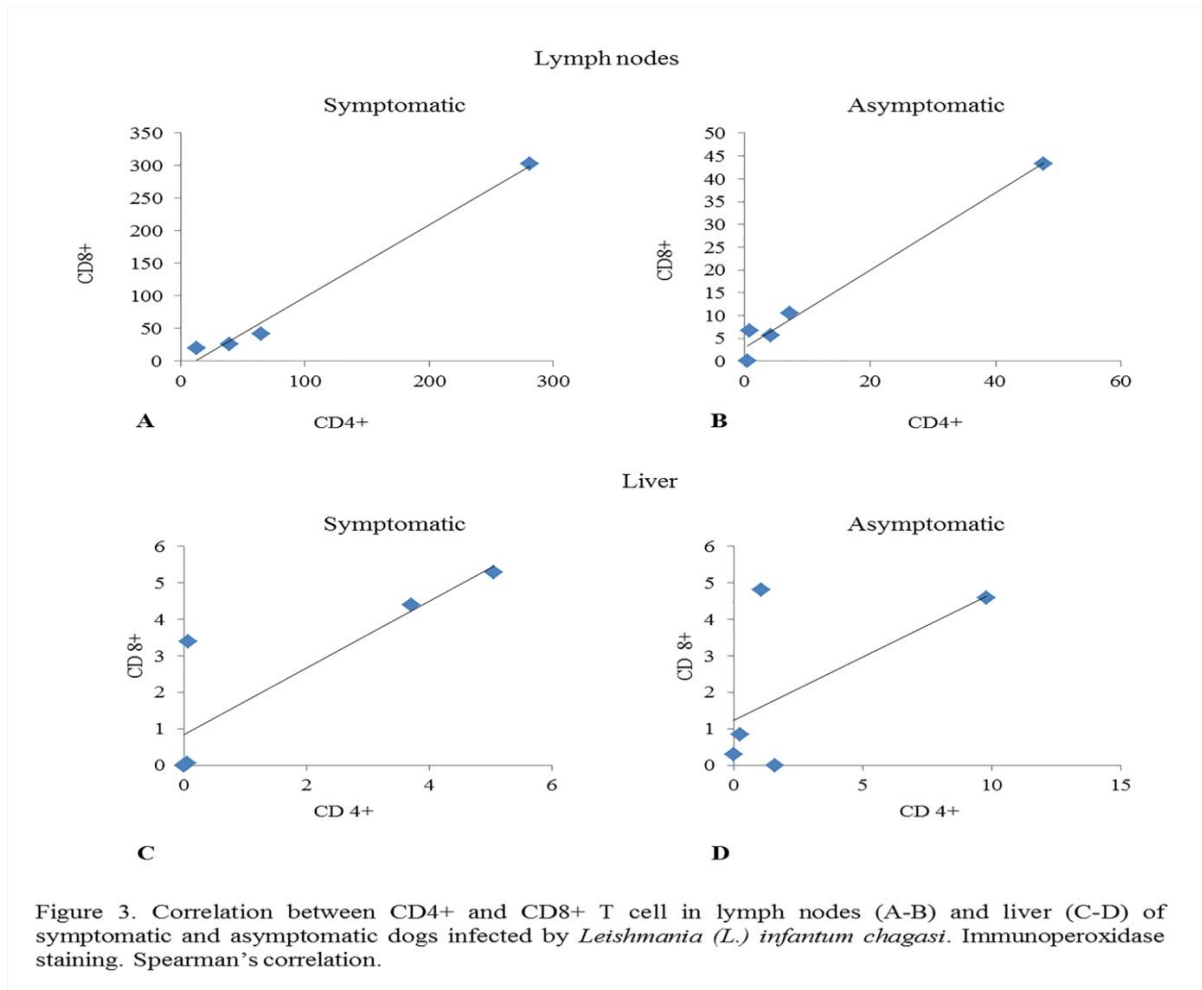 Lymph nodes
Symptomatic
350
300
250
200
150
100
50
0
CD8+
0 100 200 300
A CD4+
Asymptomatic
50
45
40
35
30
25
20
15
10
5
0
CD8+
0 20 40 60
B CD4+
Liver
Symptomatic
6
5
4
3
2
1
0
CD 8+
0 2 4 6
CD 4+
C
Asymptomatic
6
5
4
3
2
1
0
CD 8+
0 5 10 15
CD 4+
D
Figure 3. Correlation between CD4+ and CD8+ T cell in lymph nodes (A-B) and liver (C-D) of
symptomatic and asymptomatic dogs infected by Leishmania (L.) infantum chagasi. Immunoperoxidase
staining. Spearman's correlation.